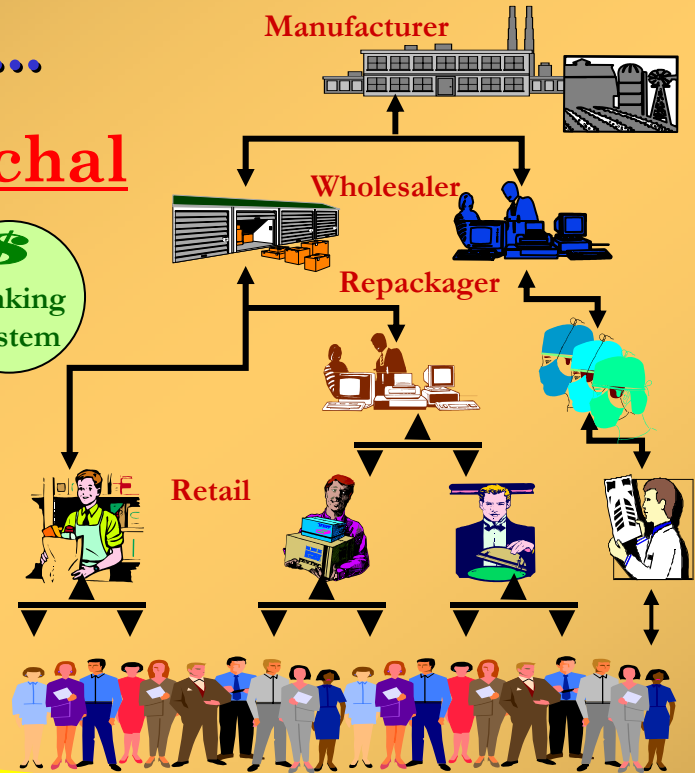 Manufacturer
...
chal
Wholesaler
$
nking
stem
Repackager
Retail